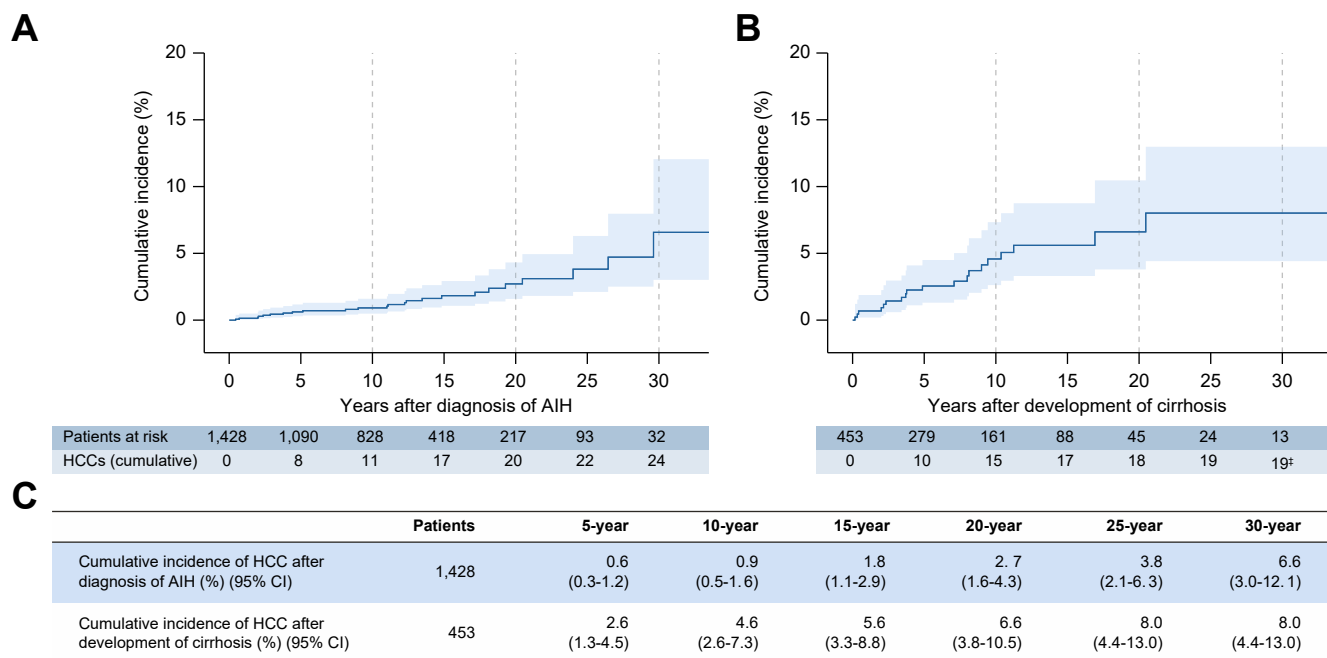 A
B
20
15
10
5
0
Cumulative incidence (%)
0 5 10 15 20 25 30
Years after diagnosis of AIH
20
15
10
5
0
Cumulative incidence (%)
0 5 10 15 20 25 30
Years after development of cirrhosis
Patients at risk 1,428 1,090 828 418 217 93 32
HCCs (cumulative) 0 8 11 17 20 22 24
453 279 161 88 45 24 13
0 10 15 17 18 19 19‡
C
Patients 5-year 10-year 15-year 20-year 25-year 30-year
Cumulative incidence of HCC after
diagnosis of AIH (%) (95% CI)
1,428
0.6 0.9 1.8 2. 7 3.8 6.6
(0.3-1.2) (0.5-1.6) (1.1-2.9) (1.6-4.3) (2.1-6.3) (3.0-12. 1)
Cumulative incidence of HCC after
development of cirrhosis (%) (95% CI)
453
2.6 4.6 5.6 6.6 8.0 8.0
(1.3-4.5) (2.6-7.3) (3.3-8.8) (3.8-10.5) (4.4-13.0) (4.4-13.0)